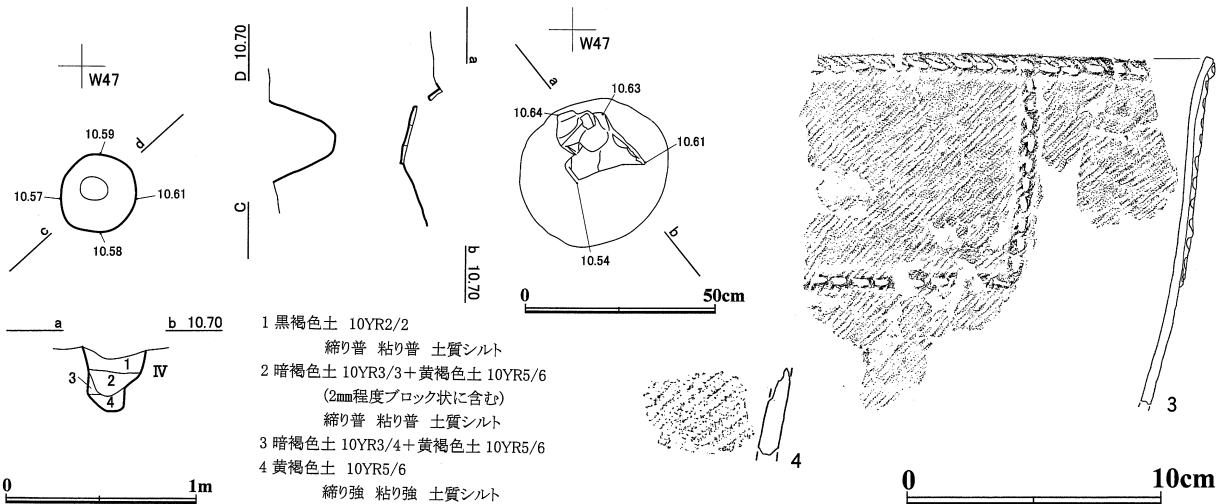 W47
10.59
d
10.57
10.61
c
10.58
D 10.70
C
a
b 10.70
W47
a
10.63
10.64
10.61
b
10.54
0 50cm
a
b 10.70
1
2
3
4
Ⅳ
0 1m
1 黒褐色土 10YR2/2
締り普 粘り普 土質シルト
2 暗褐色土 10YR3/3+黄褐色土 10YR5/6
(2㎜程度ブロック状に含む)
締り普 粘り普 土質シルト
3 暗褐色土 10YR3/4+黄褐色土 10YR5/6
4 黄褐色土 10YR5/6
締り強 粘り強 土質シルト
3
4
0 10cm